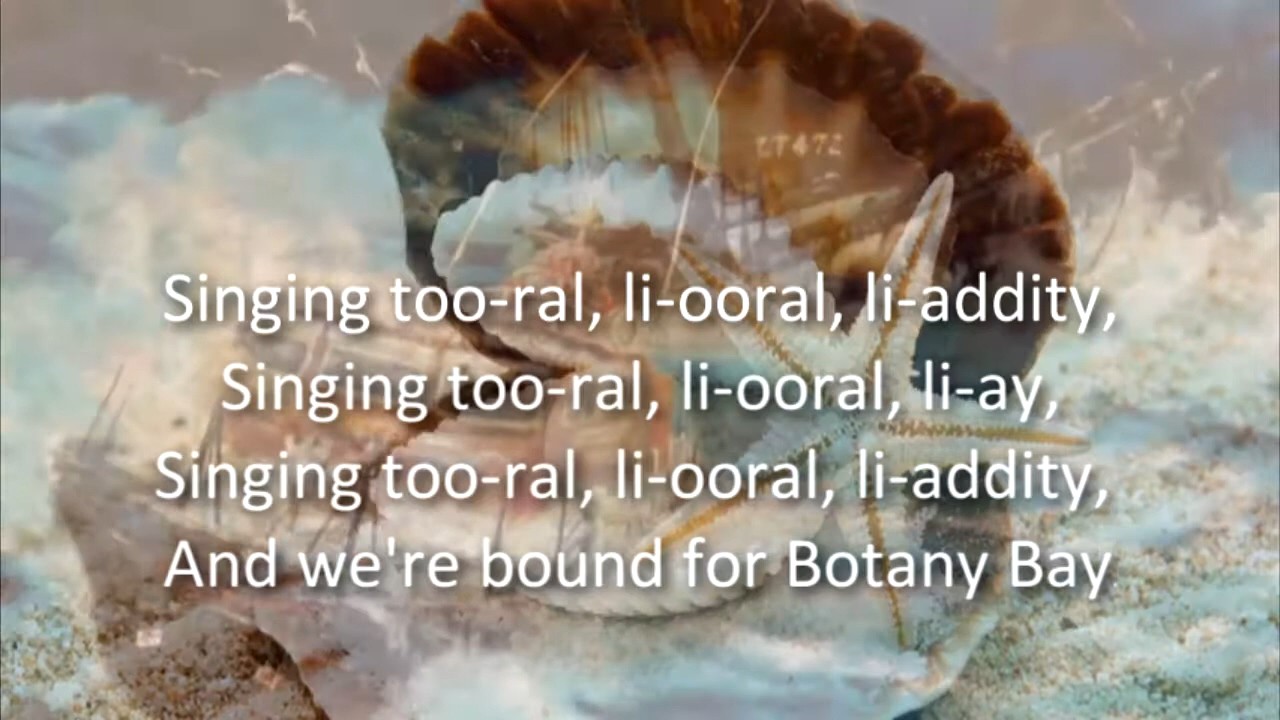 Singing too-ral, li-ooral, li-addity,
Singing too-ral, li-ooral, li-ay,
Singing too-ral, li-ooral, li-addity,
And we're bound for Botany Bay